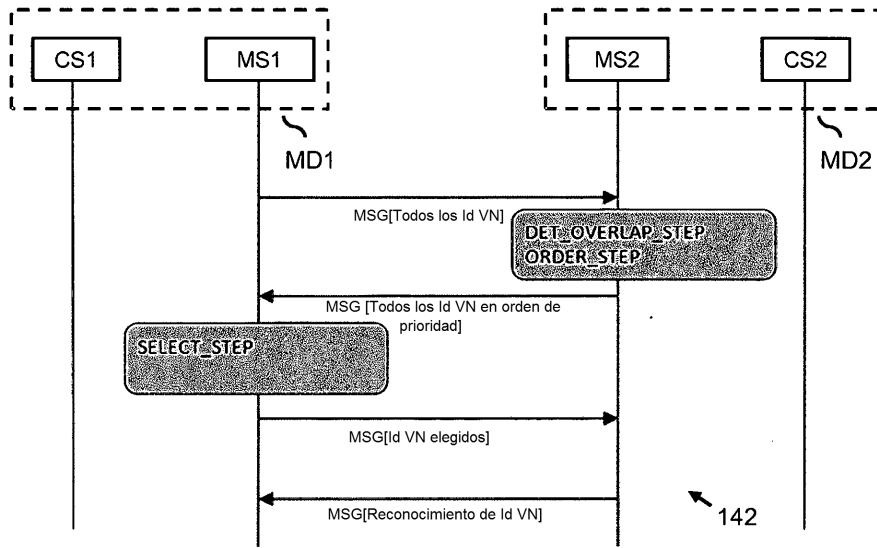 CS1
MS1
MS2
CS2
MD1
MD2
MSG[Todos los Id VN]
DET_OVERLAP_STEP
ORDER_STEP
MSG [Todos los Id VN en orden de
prioridad]
SELECT_STEP
MSG[Id VN elegidos]
MSG[Reconocimiento de Id VN]
142